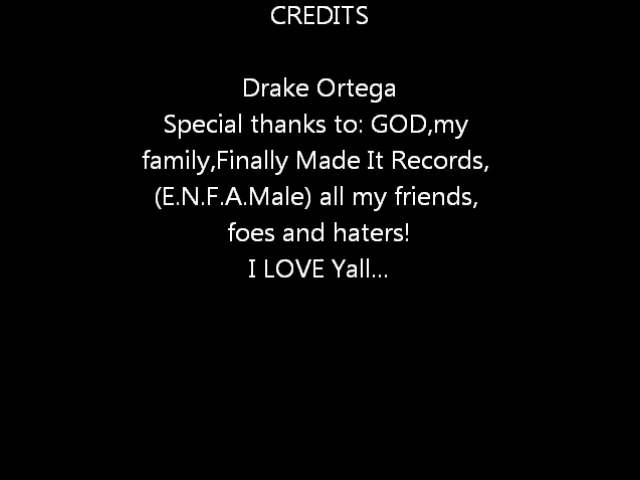 CREDITS
Drake Ortega
Special thanks to: GOD,my
family,Finally Made It Records,
(E.N.F.A.Male) all my friends,
foes and haters!
I LOVE Yall...